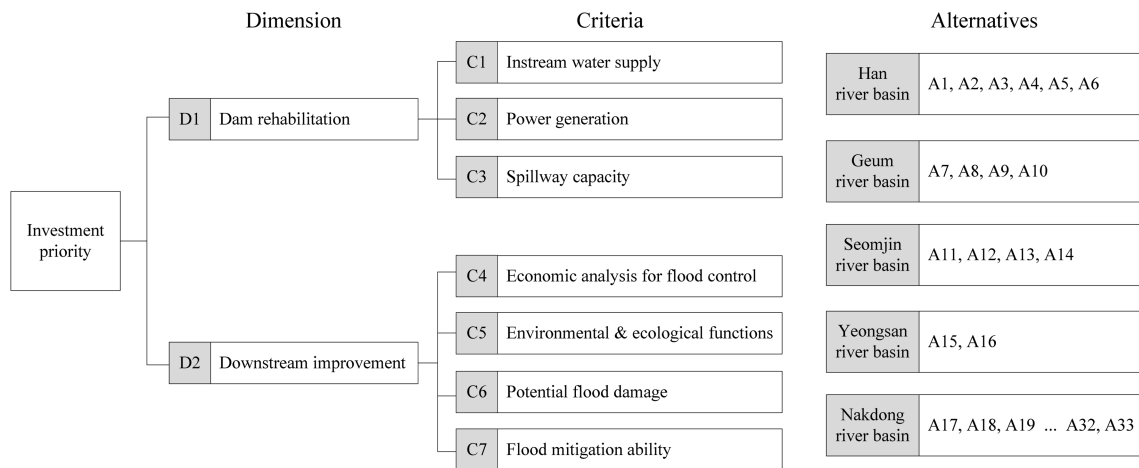 Dimension
Criteria
Alternatives
Investment
priority
D1 Dam rehabilitation
D2 Downstream improvement
C1 Instream water supply
C2 Power generation
C3 Spillway capacity
C4 Economic analysis for flood control
C5 Environmental & ecological functions
C6 Potential flood damage
C7 Flood mitigation ability
Han
river basin
A1, A2, A3, A4, A5, A6
Geum
river basin
A7, A8, A9, A10
Seomjin
river basin
A11, A12, A13, A14
Yeongsan
river basin
A15, A16
Nakdong
river basin
A17, A18, A19 ... A32, A33